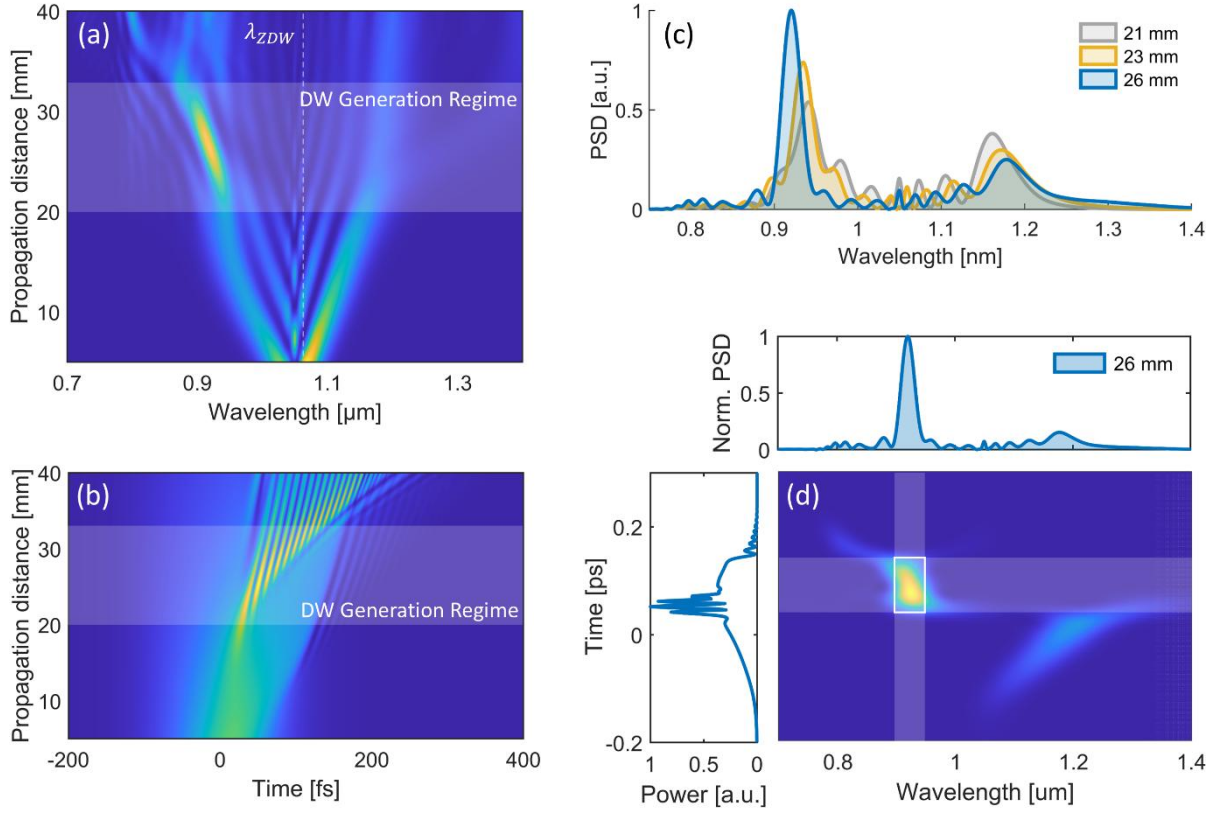 (a)
λ_ZDW
DW Generation Regime
40
30
20
10
Propagation distance [mm]
0.7
0.9
1.1
1.3
Wavelength [µm]
(c)
21 mm
23 mm
26 mm
1
0.5
0
PSD [a.u.]
0.8
0.9
1
1.1
1.2
1.3
1.4
Wavelength [nm]
(b)
DW Generation Regime
40
30
20
10
Propagation distance [mm]
-200
0
200
400
Time [fs]
1
0.5
0
Norm. PSD
26 mm
(d)
0.2
0
-0.2
Time [ps]
1
0.5
0
Power [a.u.]
0.8
1
1.2
1.4
Wavelength [um]